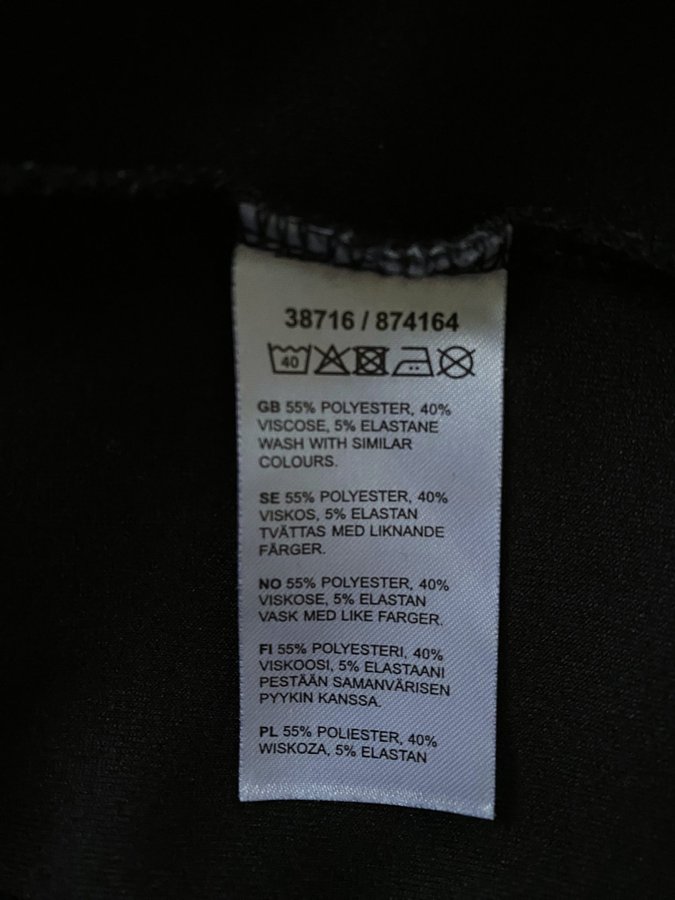 38716 / 874164
40
GB 55% POLYESTER, 40%
VISCOSE, 5% ELASTANE
WASH WITH SIMILAR
COLOURS.
SE 55% POLYESTER, 40%
VISKOS, 5% ELASTAN
TVÄTTAS MED LIKNANDE
FÄRGER.
NO 55% POLYESTER, 40%
VISKOSE, 5% ELASTAN
VASK MED LIKE FARGER.
FI 55% POLYESTERI, 40%
VISKOOSI, 5% ELASTAANI
PESTÄÄN SAMANVÄRISEN
PYYKIN KANSSA.
PL 55% POLIESTER, 40%
WISKOZA, 5% ELASTAN